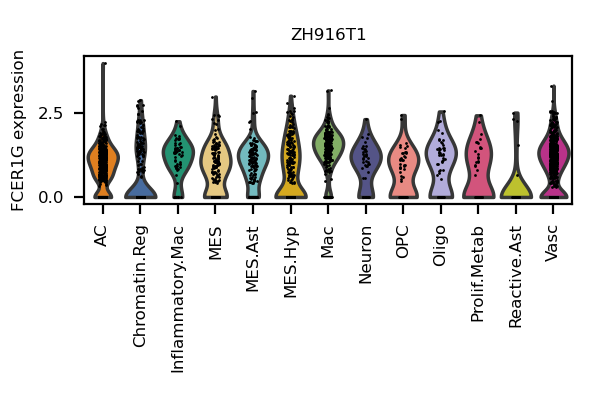 ZH916T1
FCER1G expression
2.5
0.0
AC
Chromatin.Reg
Inflammatory.Mac
MES
MES.Ast
MES.Hyp
Mac
Neuron
OPC
Oligo
Prolif.Metab
Reactive.Ast
Vasc